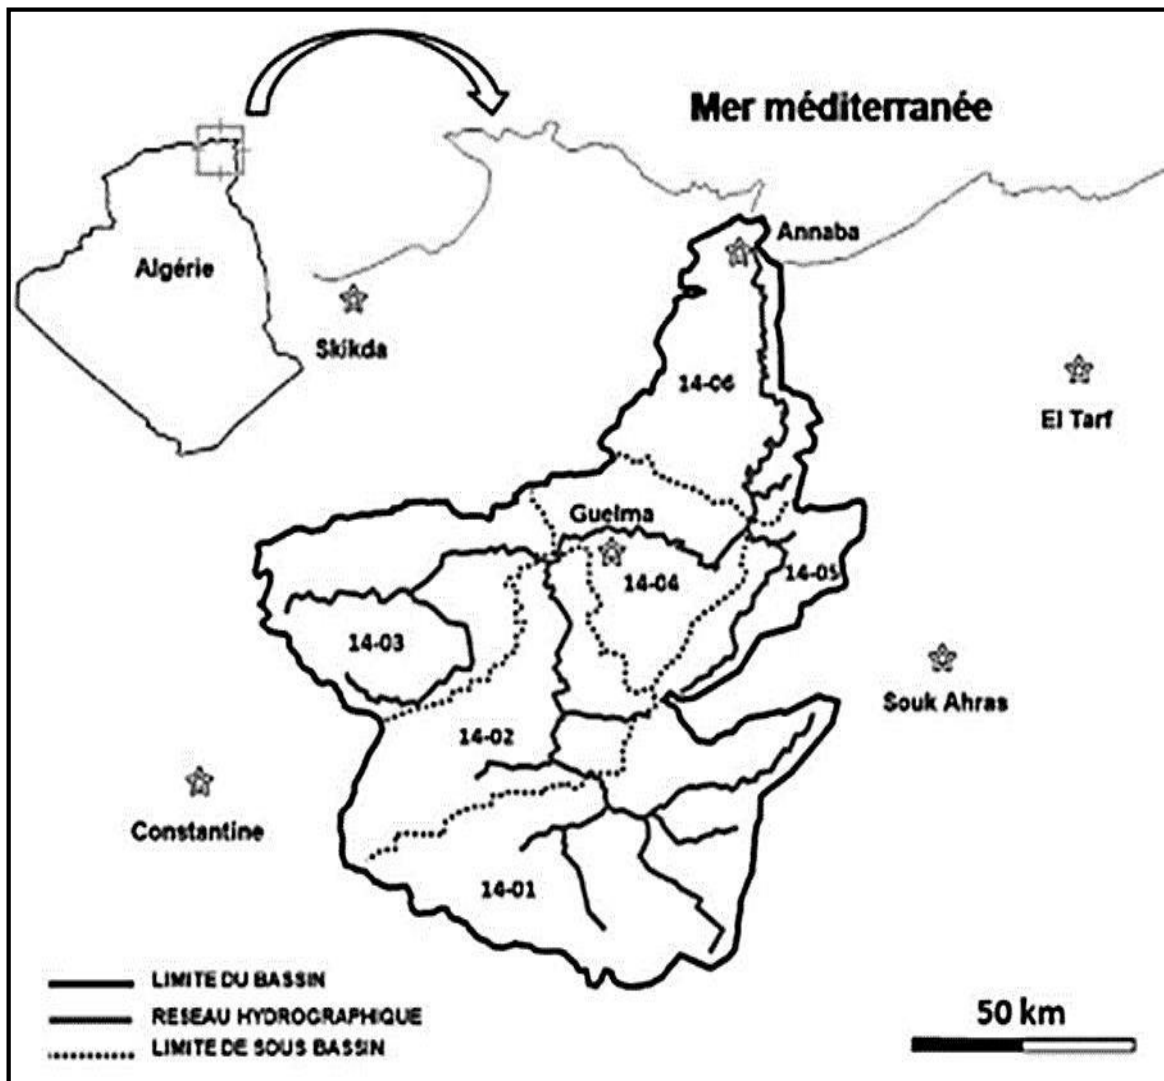 Mer méditerranée
Annaba
Algérie
Skikda
14-06
El Tarf
Guelma
14-04
14-05
14-03
Souk Ahras
14-02
Constantine
14-01
LIMITE DU BASSIN
RESEAU HYDROGRAPHIQUE
LIMITE DE SOUS BASSIN
50 km